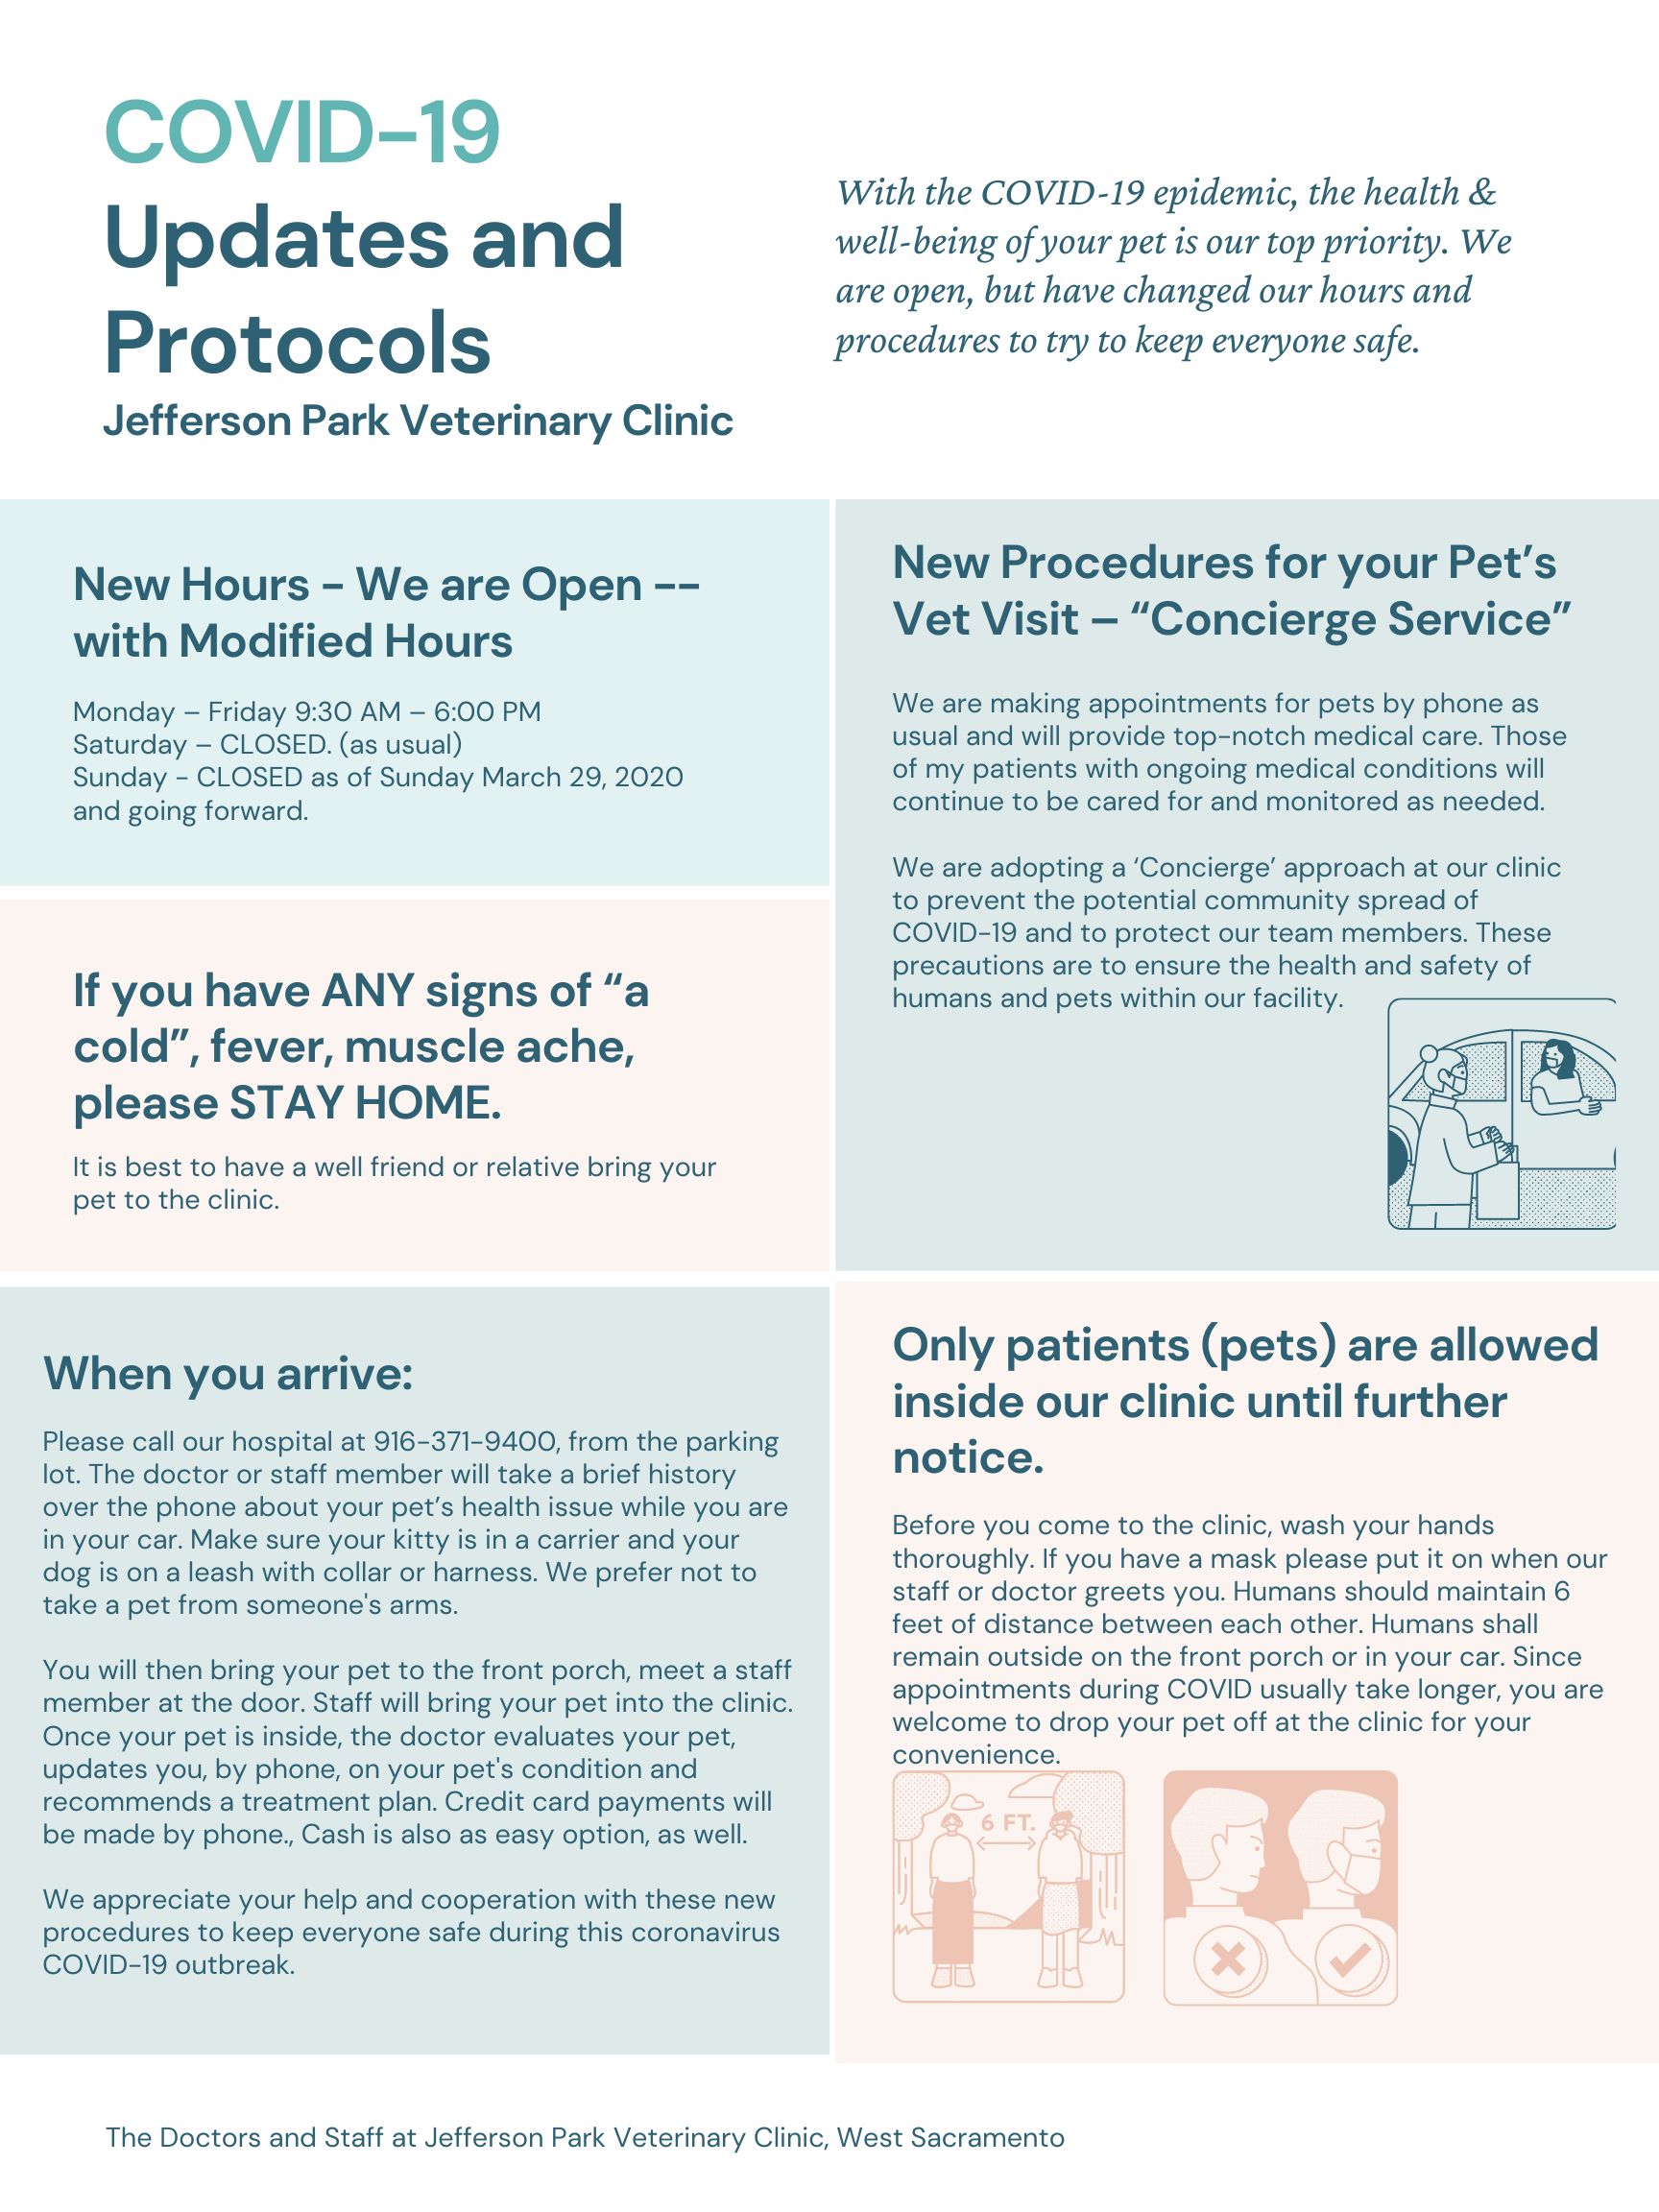 COVID-19
Updates and
Protocols
Jefferson Park Veterinary Clinic
With the COVID-19 epidemic, the health &
well-being of your pet is our top priority. We
are open, but have changed our hours and
procedures to try to keep everyone safe.
New Hours - We are Open --
with Modified Hours
Monday – Friday 9:30 AM – 6:00 PM
Saturday – CLOSED. (as usual)
Sunday - CLOSED as of Sunday March 29, 2020
and going forward.
If you have ANY signs of “a
cold”, fever, muscle ache,
please STAY HOME.
It is best to have a well friend or relative bring your
pet to the clinic.
When you arrive:
Please call our hospital at 916-371-9400, from the parking
lot. The doctor or staff member will take a brief history
over the phone about your pet’s health issue while you are
in your car. Make sure your kitty is in a carrier and your
dog is on a leash with collar or harness. We prefer not to
take a pet from someone's arms.
You will then bring your pet to the front porch, meet a staff
member at the door. Staff will bring your pet into the clinic.
Once your pet is inside, the doctor evaluates your pet,
updates you, by phone, on your pet's condition and
recommends a treatment plan. Credit card payments will
be made by phone., Cash is also as easy option, as well.
We appreciate your help and cooperation with these new
procedures to keep everyone safe during this coronavirus
COVID-19 outbreak.
New Procedures for your Pet’s
Vet Visit – “Concierge Service”
We are making appointments for pets by phone as
usual and will provide top-notch medical care. Those
of my patients with ongoing medical conditions will
continue to be cared for and monitored as needed.
We are adopting a ‘Concierge’ approach at our clinic
to prevent the potential community spread of
COVID-19 and to protect our team members. These
precautions are to ensure the health and safety of
humans and pets within our facility.
Only patients (pets) are allowed
inside our clinic until further
notice.
Before you come to the clinic, wash your hands
thoroughly. If you have a mask please put it on when our
staff or doctor greets you. Humans should maintain 6
feet of distance between each other. Humans shall
remain outside on the front porch or in your car. Since
appointments during COVID usually take longer, you are
welcome to drop your pet off at the clinic for your
convenience.
6 FT.
The Doctors and Staff at Jefferson Park Veterinary Clinic, West Sacramento